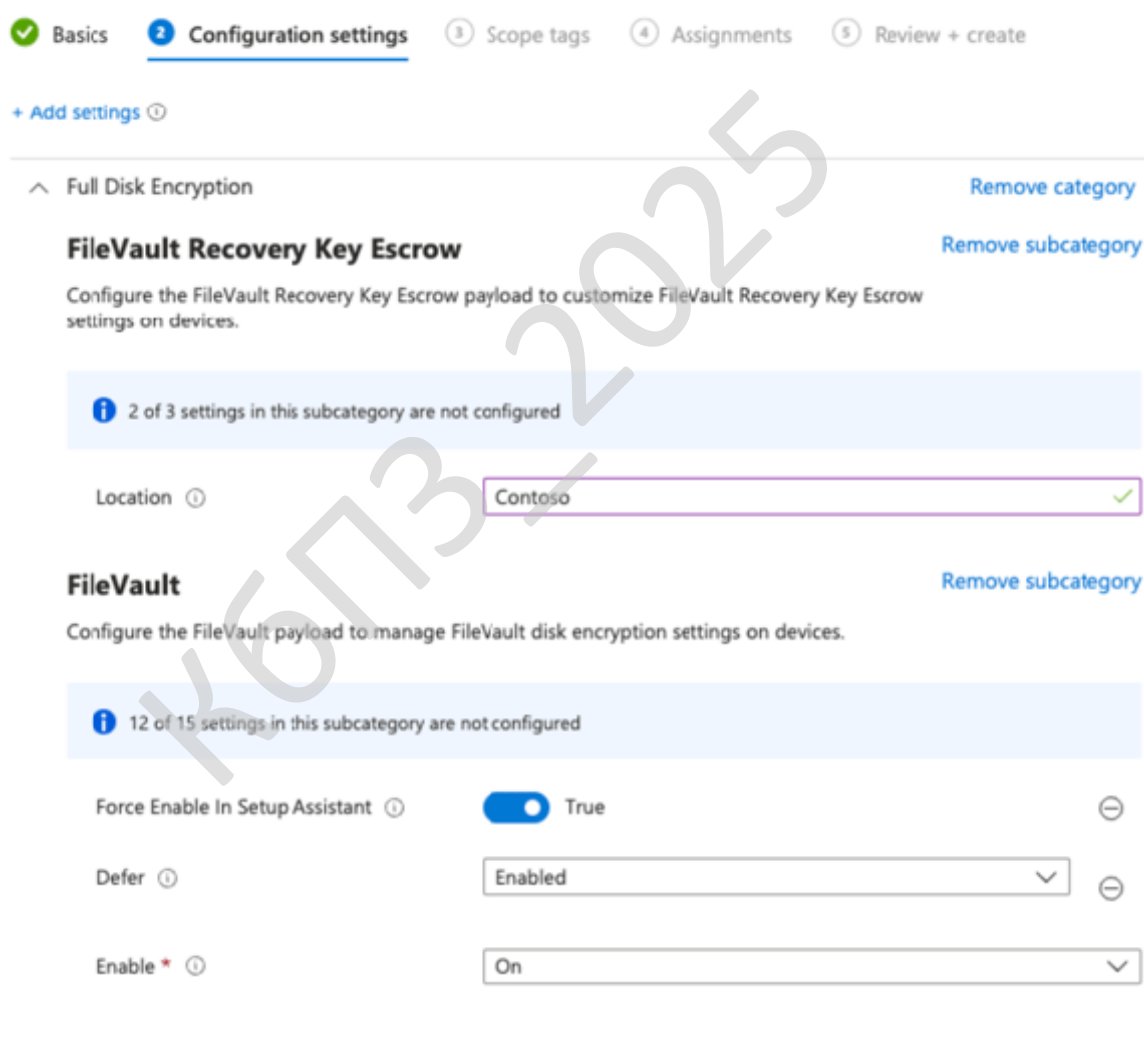 Basics
2 Configuration settings
3 Scope tags
4 Assignments
5 Review + create
+ Add settings
Full Disk Encryption
Remove category
FileVault Recovery Key Escrow
Remove subcategory
Configure the FileVault Recovery Key Escrow payload to customize FileVault Recovery Key Escrow
settings on devices.
2 of 3 settings in this subcategory are not configured
Location
Contoso
FileVault
Remove subcategory
Configure the FileVault payload to manage FileVault disk encryption settings on devices.
12 of 15 settings in this subcategory are not configured
Force Enable In Setup Assistant
True
Defer
Enabled
Enable *
On
КБПЗ_2025